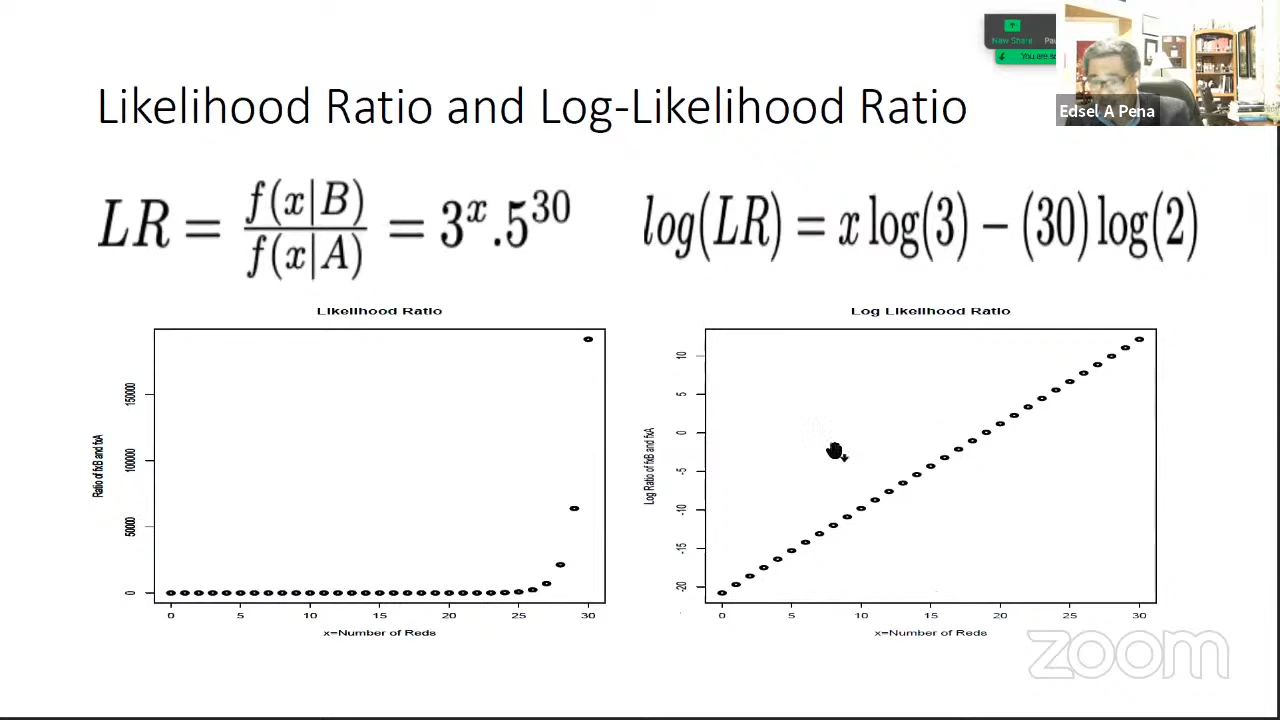 New Share
Edsel A Pena
Likelihood Ratio and Log-Likelihood Ratio
LR = f(x|B) / f(x|A) = 3^x .5^30
log(LR) = x log(3) − (30) log(2)
Likelihood Ratio
Ratio of fxB and fxA
150000
100000
50000
0
0 5 10 15 20 25 30
x=Number of Reds
Log Likelihood Ratio
Log Ratio of fxB and fxA
10
5
0
-5
-10
-15
-20
0 5 10 15 20 25 30
x=Number of Reds
zoom